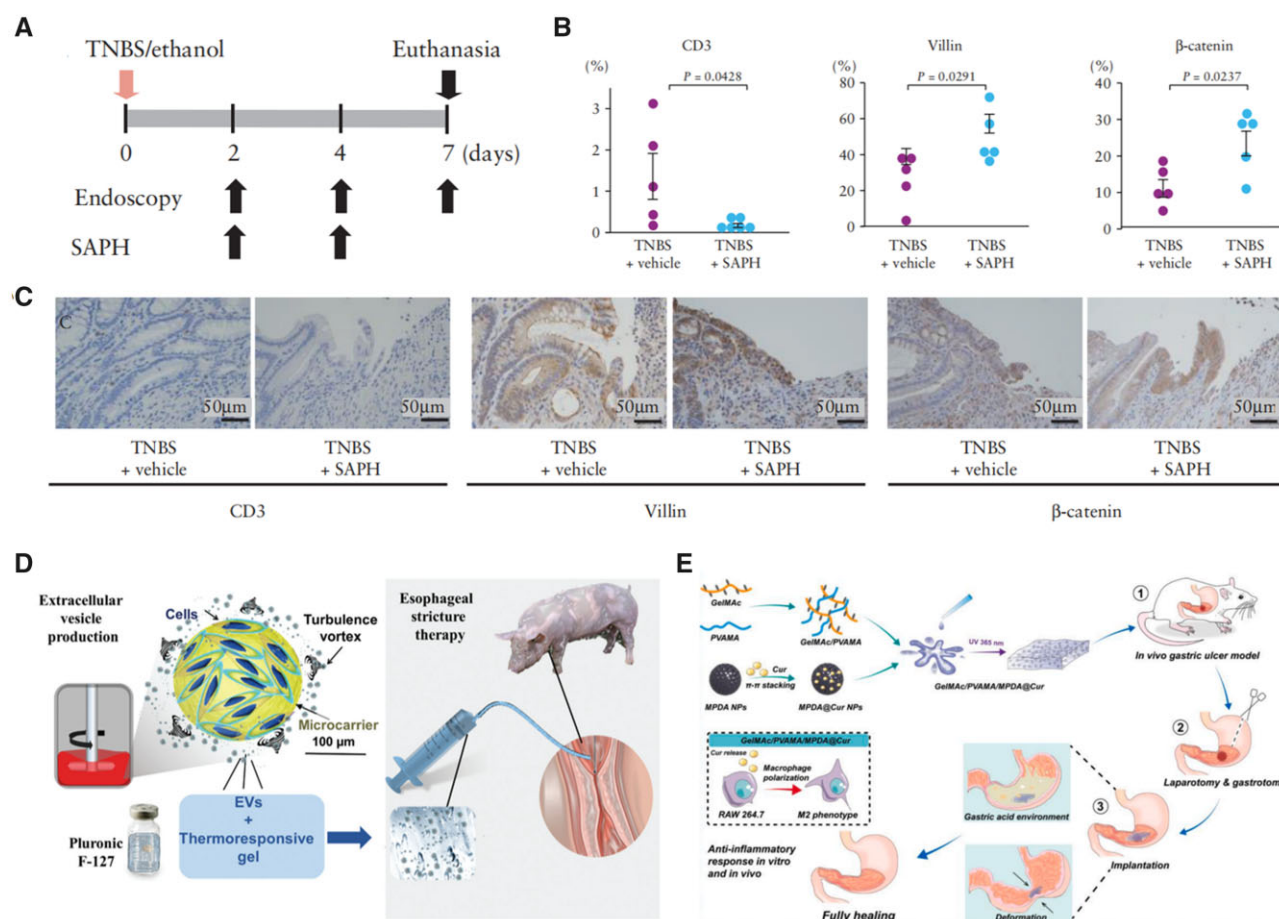 A
TNBS/ethanol
Euthanasia
0
2
4
7 (days)
Endoscopy
SAPH
B
CD3
(%)
P = 0.0428
3
2
1
0
TNBS
+ vehicle
TNBS
+ SAPH
Villin
(%)
P = 0.0291
80
60
40
20
0
TNBS
+ vehicle
TNBS
+ SAPH
β-catenin
(%)
P = 0.0237
40
30
20
10
0
TNBS
+ vehicle
TNBS
+ SAPH
C
C
50μm
50μm
50μm
50μm
50μm
50μm
TNBS
+ vehicle
TNBS
+ SAPH
TNBS
+ vehicle
TNBS
+ SAPH
TNBS
+ vehicle
TNBS
+ SAPH
CD3
Villin
β-catenin
D
Extracellular
vesicle
production
Cells
Turbulence
vortex
Microcarrier
100 μm
Pluronic
F-127
EVs
+
Thermoresponsive
gel
Esophageal
stricture
therapy
E
GelMAc
PVAMA
GelMAc/PVAMA
MPDA NPs
Cur
π-π stacking
MPDA@Cur NPs
UV 365 nm
GelMAc/PVAMA/MPDA@Cur
1
In vivo gastric ulcer model
2
Laparotomy & gastrotom
3
Implantation
Gastric acid environment
Deformation
GelMAc/PVAMA/MPDA@Cur
Cur release
Macrophage
polarization
RAW 264.7
M2 phenotype
Anti-inflammatory
response in vitro
and in vivo
Fully healing